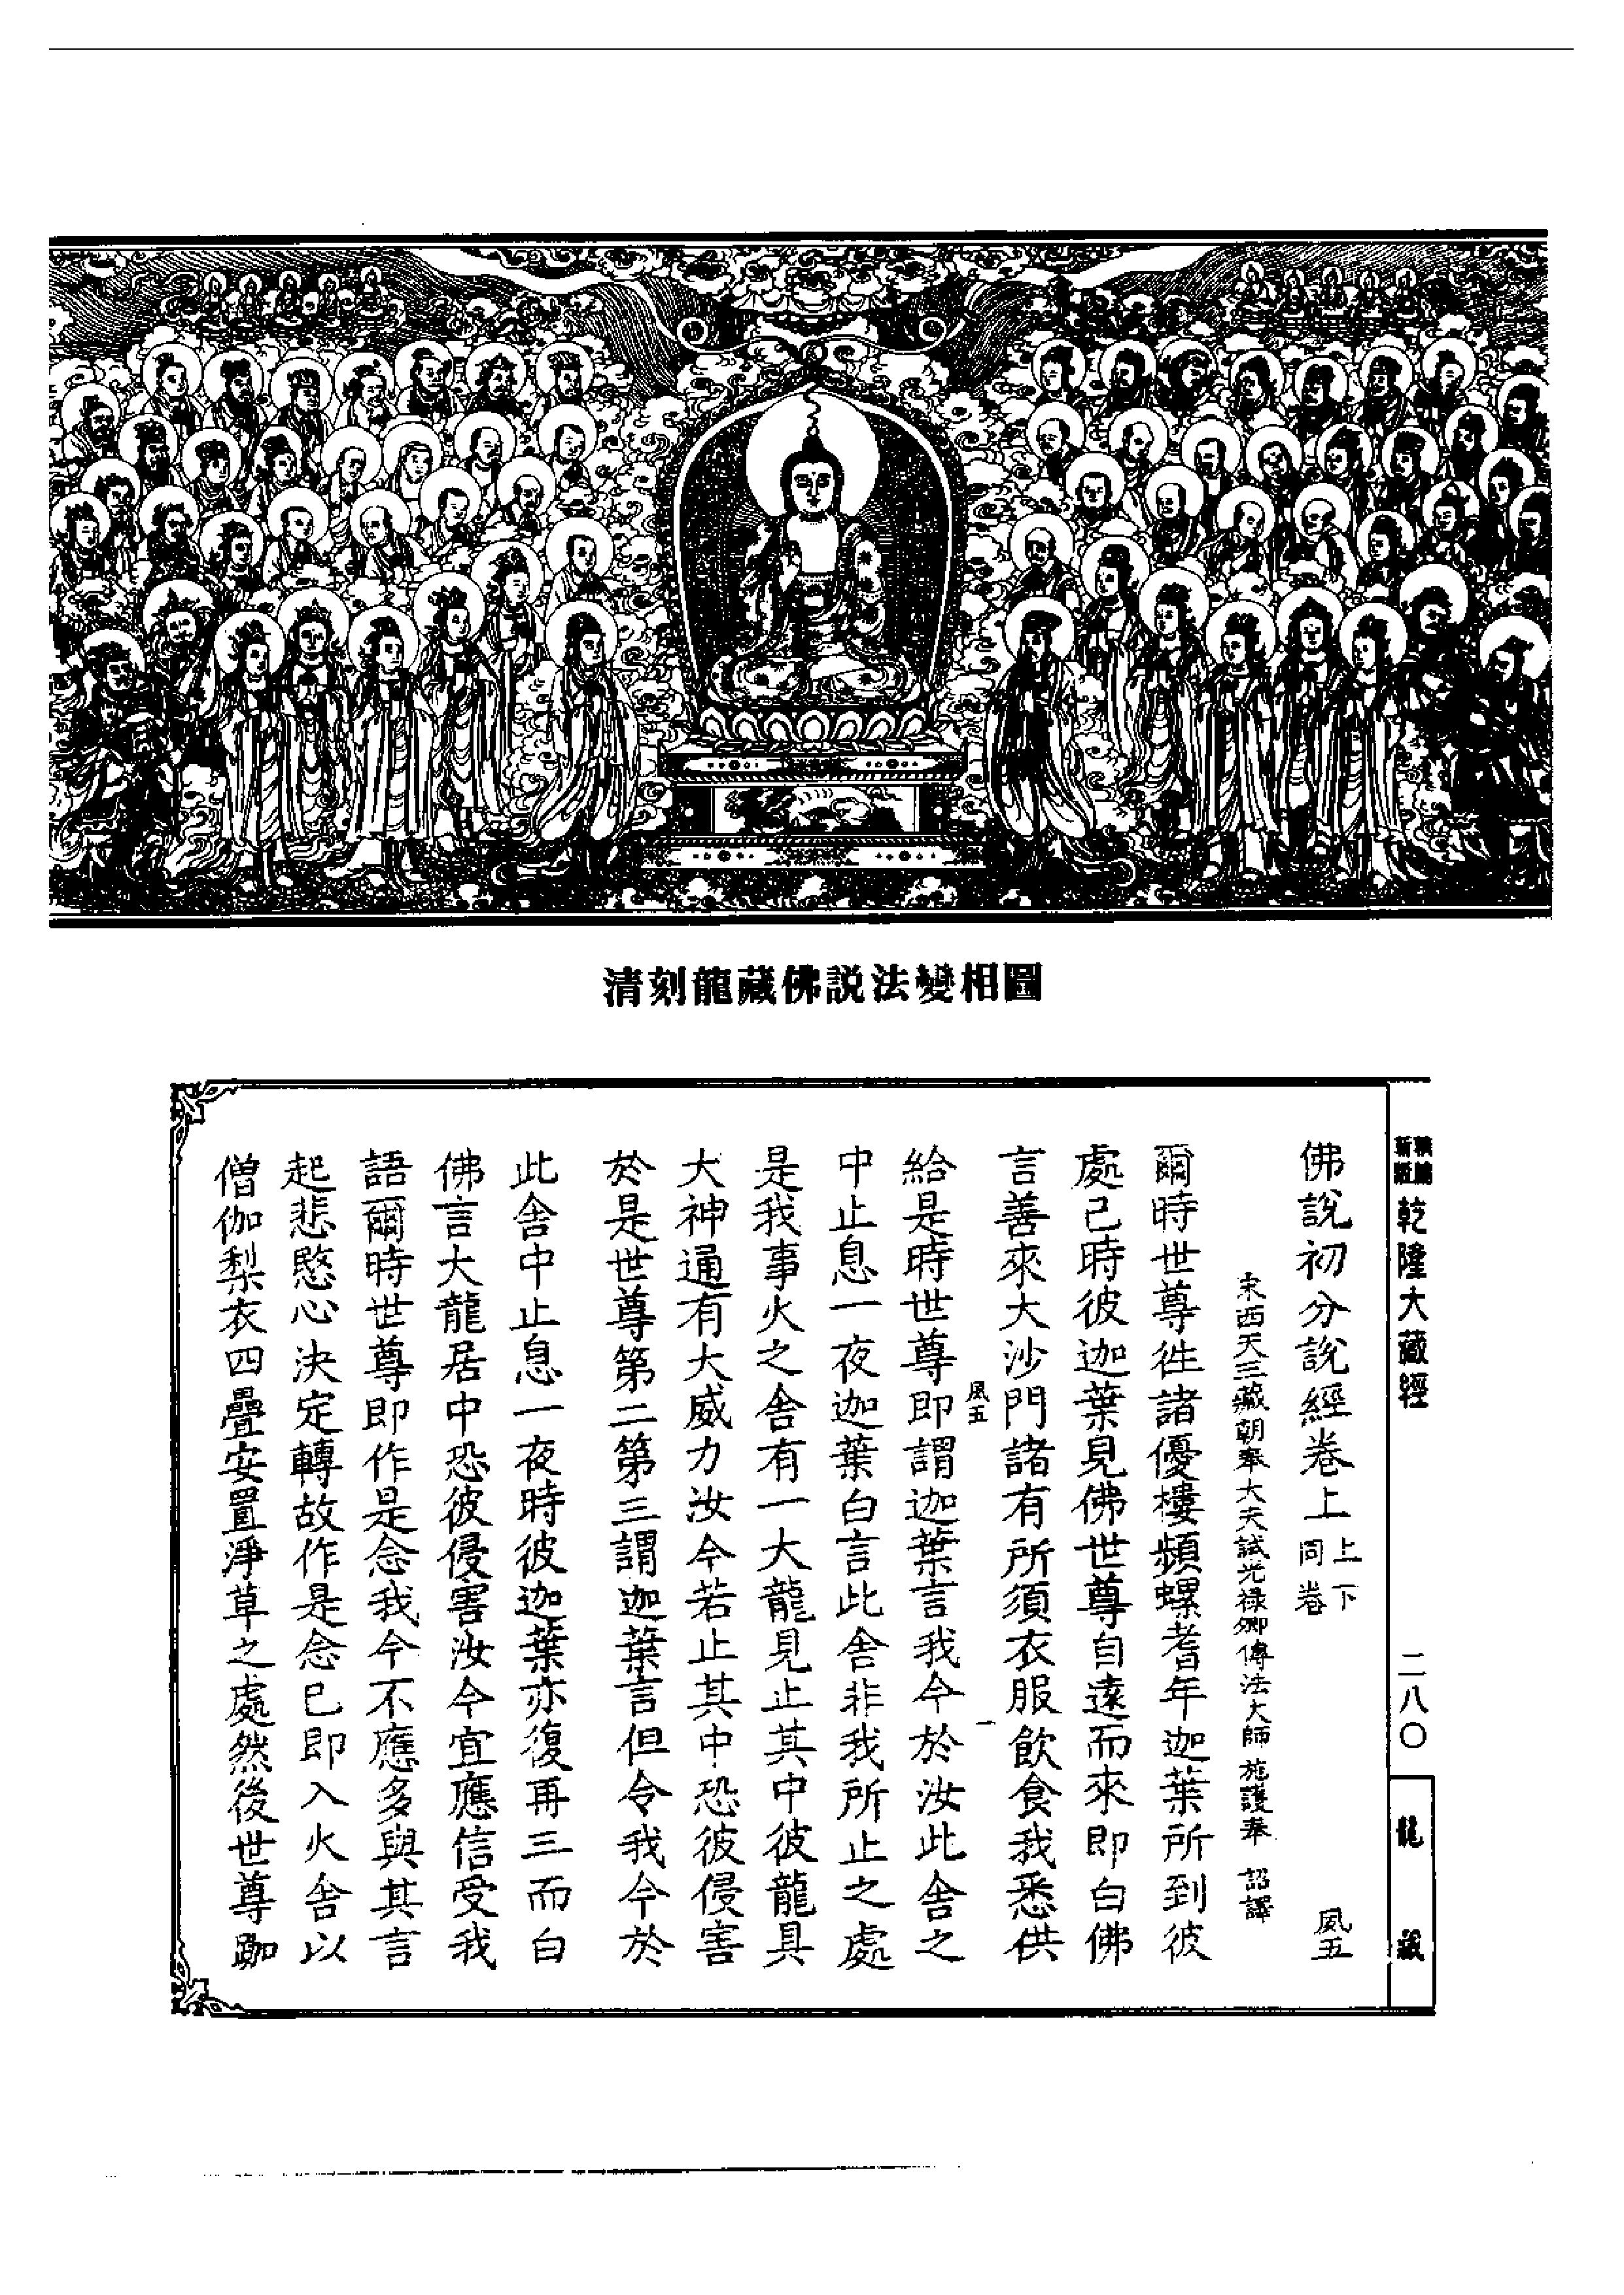 清刻龍藏佛説法變相圖
乾隆大藏經
二八〇
龍藏
佛說初分說經卷上 上下同卷 風五
宋西天三藏朝奉大夫試光祿卿傳法大師施護奉 詔譯
爾時世尊徃諸優樓頻螺耆年迦葉所到彼
處已時彼迦葉見佛世尊自遠而來即白佛
言善來大沙門諸有所須衣服飲食我悉供
風五 一
給是時世尊即謂迦葉言我今於汝此舍之
中止息一夜迦葉白言此舍非我所止之處
是我事火之舍有一大龍見止其中彼龍具
大神通有大威力汝今若止其中恐彼侵害
於是世尊第二第三謂迦葉言但令我今於
此舍中止息一夜時彼迦葉亦復再三而白
佛言大龍居中恐彼侵害汝今宜應信受我
語爾時世尊即作是念我今不應多與其言
起悲愍心決定轉故作是念已即入火舍以
僧伽梨衣四疊安置淨草之處然後世尊跏